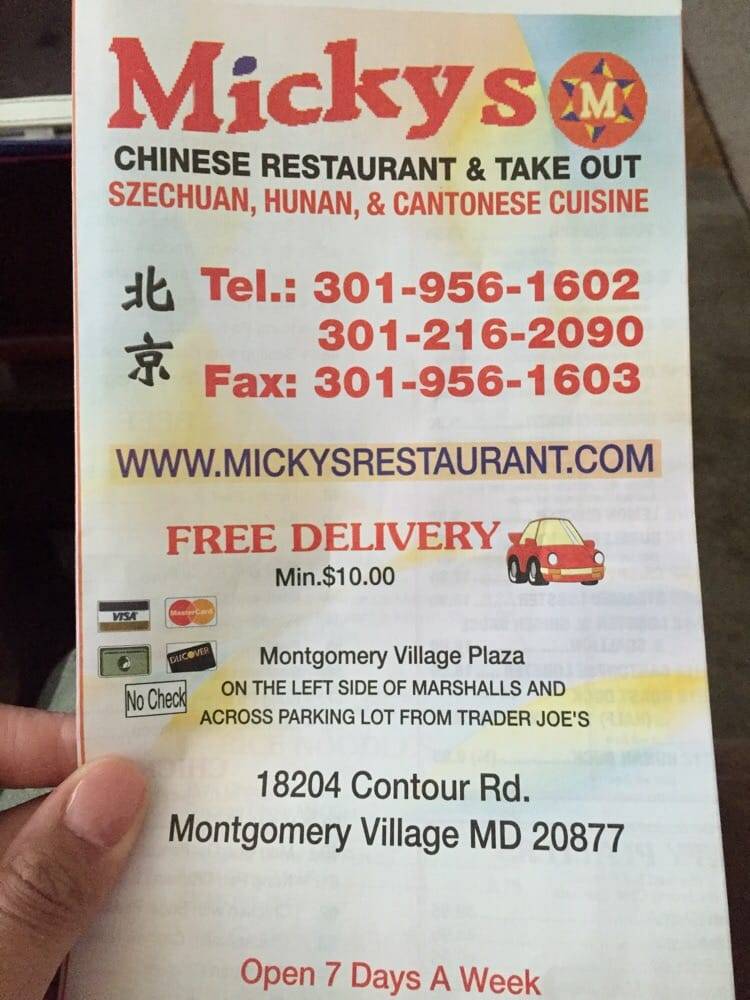 Mickys M
CHINESE RESTAURANT & TAKE OUT
SZECHUAN, HUNAN, & CANTONESE CUISINE
北京
Tel.: 301-956-1602
301-216-2090
Fax: 301-956-1603
WWW.MICKYSRESTAURANT.COM
FREE DELIVERY
Min.$10.00
VISA MasterCard
DISCOVER
No Check
Montgomery Village Plaza
ON THE LEFT SIDE OF MARSHALLS AND
ACROSS PARKING LOT FROM TRADER JOE'S
18204 Contour Rd.
Montgomery Village MD 20877
Open 7 Days A Week